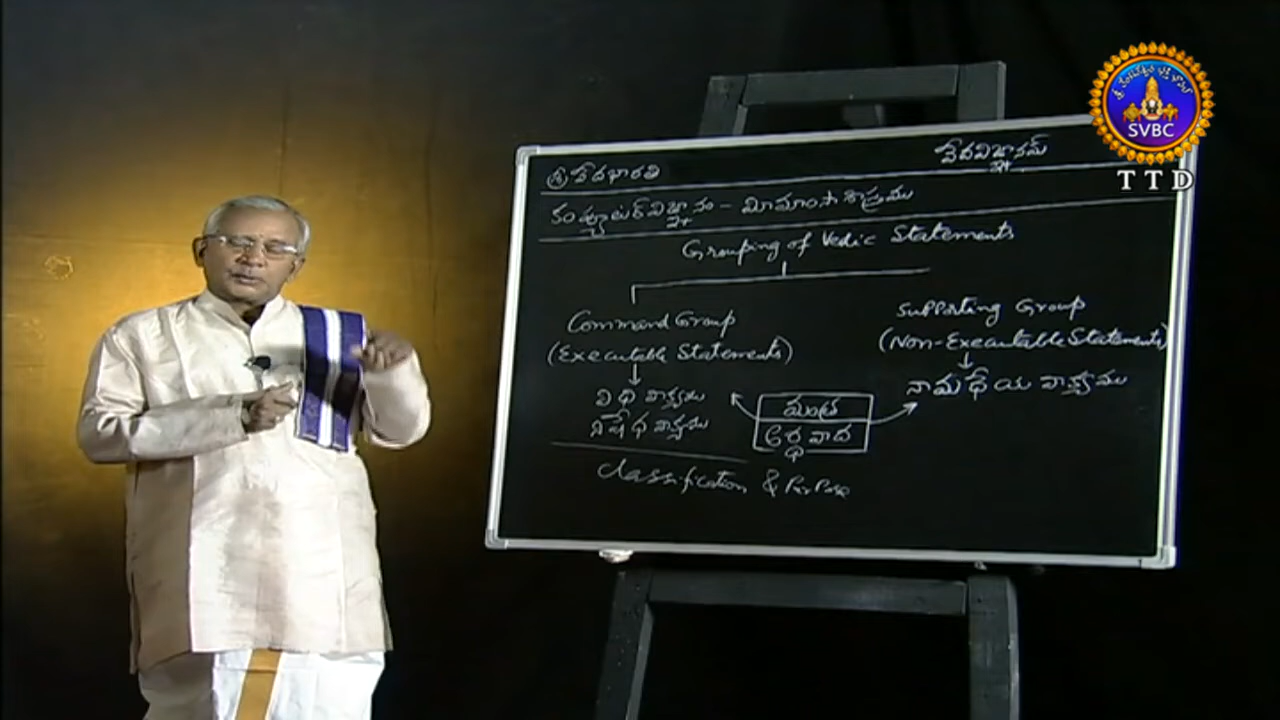 శ్రీ వేదభారతి
వేదవిజ్ఞానమ్
కంప్యూటర్ విజ్ఞానం - మీమాంసా శాస్త్రము
Grouping of Vedic Statements
Command Group
(Executable Statements)
Supporting Group
(Non-Executable Statements)
విధి వాక్యము
నిషేధ వాక్యము
మంత్ర
అర్థవాద
నామధేయ వాక్యము
Classification & Purpose
SVBC
TTD